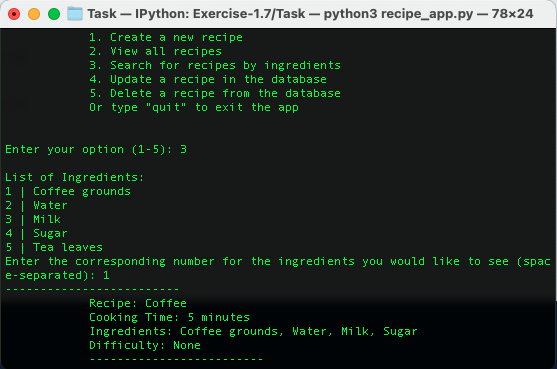 Task — IPython: Exercise-1.7/Task — python3 recipe_app.py — 78×24
1. Create a new recipe
2. View all recipes
3. Search for recipes by ingredients
4. Update a recipe in the database
5. Delete a recipe from the database
Or type "quit" to exit the app
Enter your option (1-5): 3
List of Ingredients:
1 | Coffee grounds
2 | Water
3 | Milk
4 | Sugar
5 | Tea leaves
Enter the corresponding number for the ingredients you would like to see (spac
e-separated): 1
-------------------------
Recipe: Coffee
Cooking Time: 5 minutes
Ingredients: Coffee grounds, Water, Milk, Sugar
Difficulty: None
-------------------------